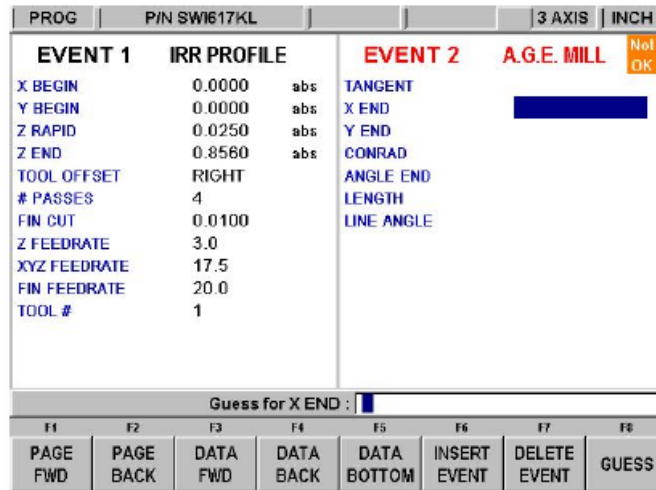 PROG P/N SWI617KL 3 AXIS INCH
EVENT 1 IRR PROFILE
X BEGIN 0.0000 abs
Y BEGIN 0.0000 abs
Z RAPID 0.0250 abs
Z END 0.8560 abs
TOOL OFFSET RIGHT
# PASSES 4
FIN CUT 0.0100
Z FEEDRATE 3.0
XYZ FEEDRATE 17.5
FIN FEEDRATE 20.0
TOOL # 1
EVENT 2 A.G.E. MILL
Not
OK
TANGENT
X END
Y END
CONRAD
ANGLE END
LENGTH
LINE ANGLE
Guess for X END :
F1 F2 F3 F4 F5 F6 F7 F8
PAGE FWD PAGE BACK DATA FWD DATA BACK DATA BOTTOM INSERT EVENT DELETE EVENT GUESS